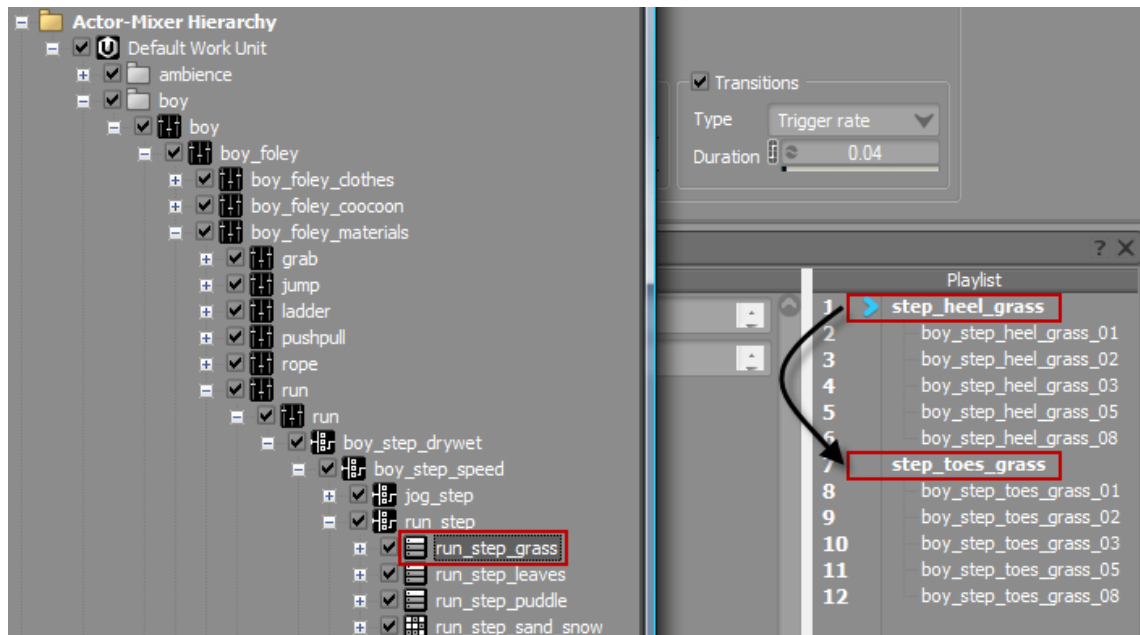 Actor-Mixer Hierarchy
Default Work Unit
ambience
boy
boy
boy_foley
boy_foley_clothes
boy_foley_coocoon
boy_foley_materials
grab
jump
ladder
pushpull
rope
run
run
boy_step_drywet
boy_step_speed
jog_step
run_step
run_step_grass
run_step_leaves
run_step_puddle
run_step_sand_snow
Transitions
Type Trigger rate
Duration 0.04
? X
Playlist
1 step_heel_grass
2 boy_step_heel_grass_01
3 boy_step_heel_grass_02
4 boy_step_heel_grass_03
5 boy_step_heel_grass_05
6 boy_step_heel_grass_08
7 step_toes_grass
8 boy_step_toes_grass_01
9 boy_step_toes_grass_02
10 boy_step_toes_grass_03
11 boy_step_toes_grass_05
12 boy_step_toes_grass_08